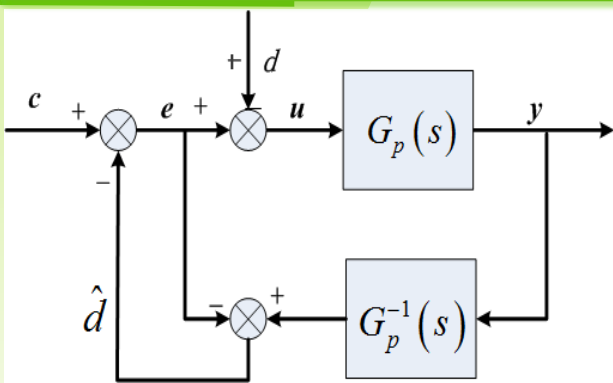 + d
c + e + u G_p(s) y
−
d̂ − + G_p^{-1}(s)